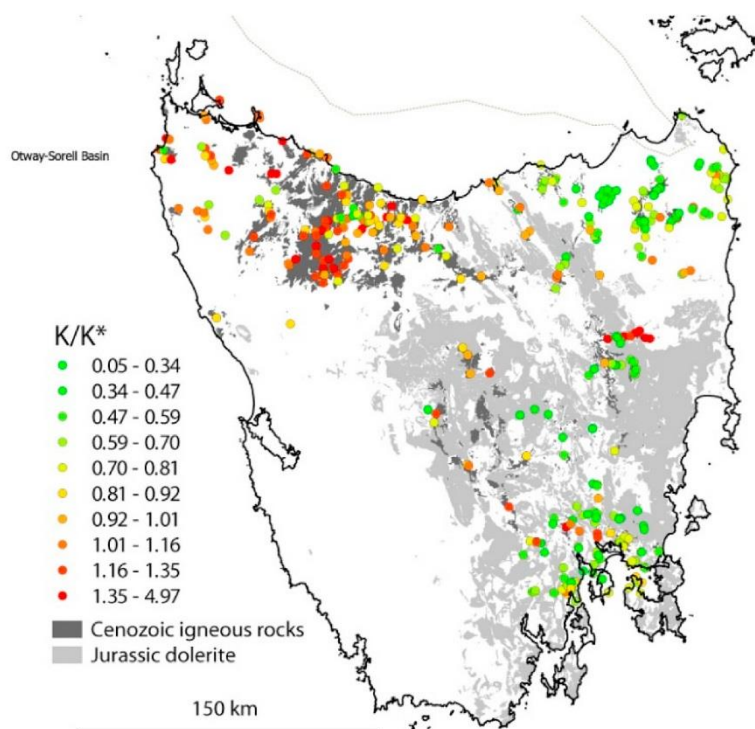 Otway-Sorell Basin
K/K*
0.05 - 0.34
0.34 - 0.47
0.47 - 0.59
0.59 - 0.70
0.70 - 0.81
0.81 - 0.92
0.92 - 1.01
1.01 - 1.16
1.16 - 1.35
1.35 - 4.97
Cenozoic igneous rocks
Jurassic dolerite
150 km